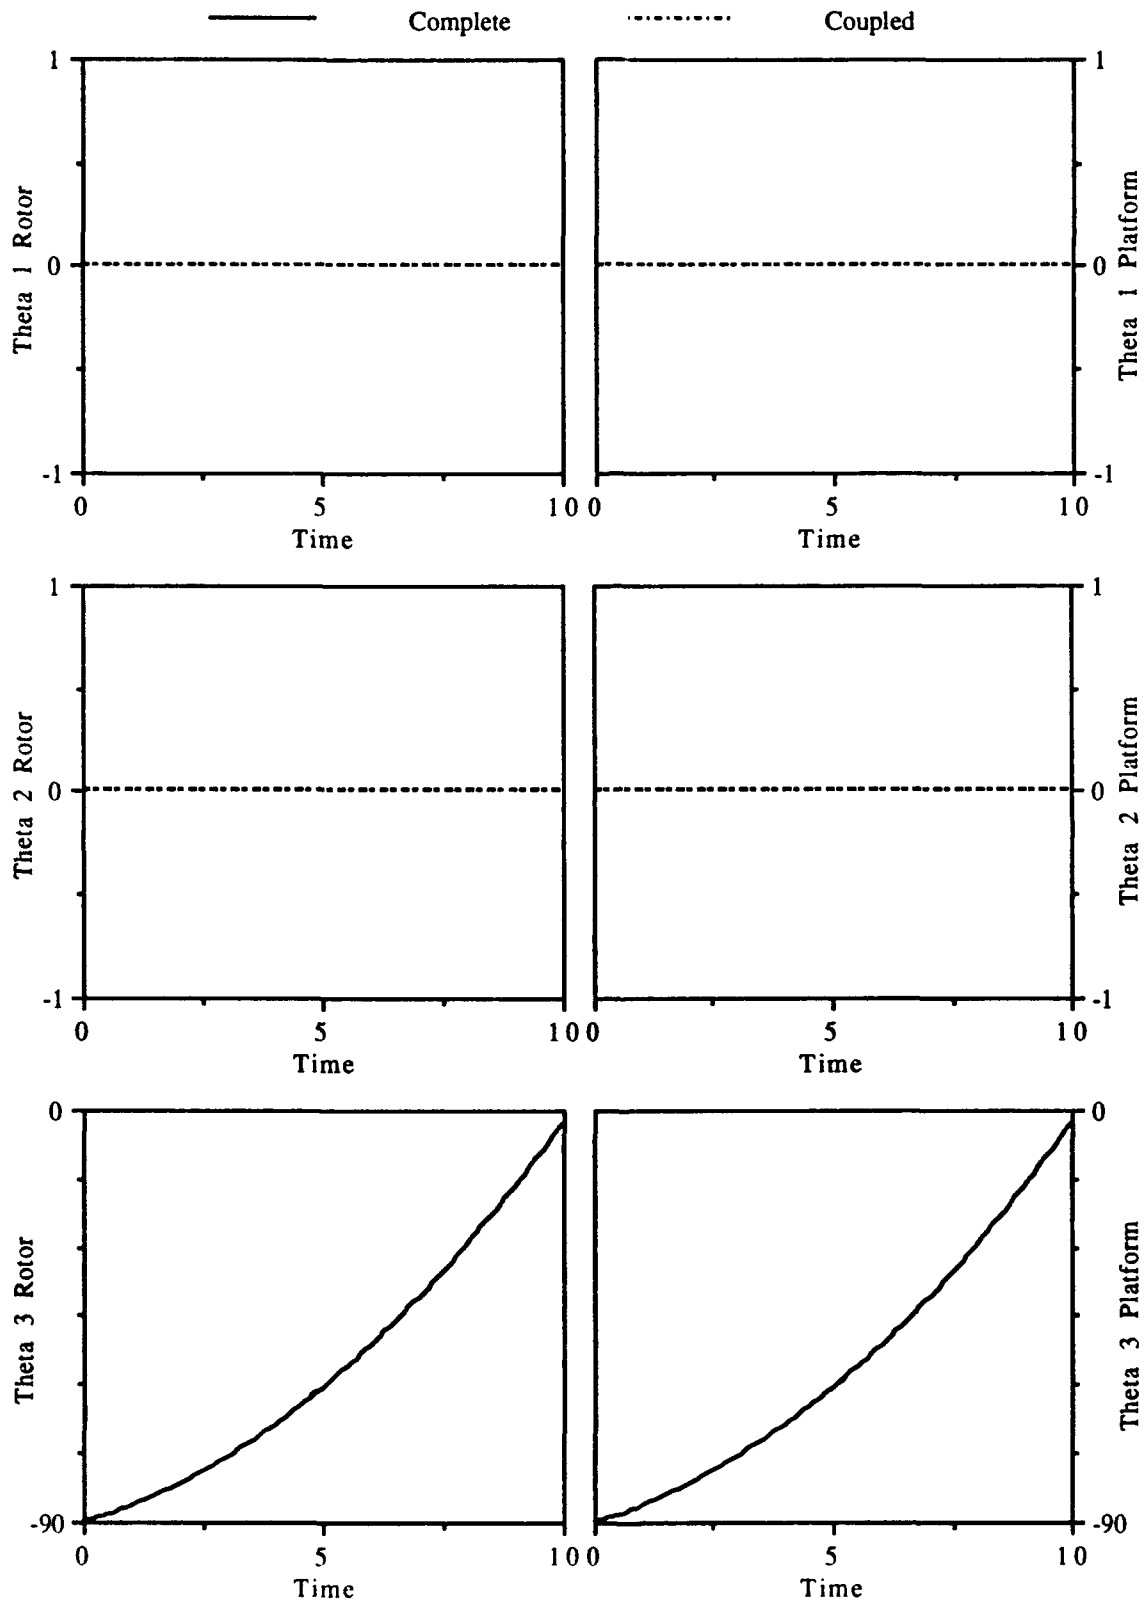 Complete Coupled
1 1
Theta 1 Rotor
0 0
Theta 1 Platform
-1 -1
0 5 10 0 5 10
Time Time
1 1
Theta 2 Rotor
0 0
Theta 2 Platform
-1 -1
0 5 10 0 5 10
Time Time
0 0
Theta 3 Rotor
Theta 3 Platform
-90 -90
0 5 10 0 5 10
Time Time